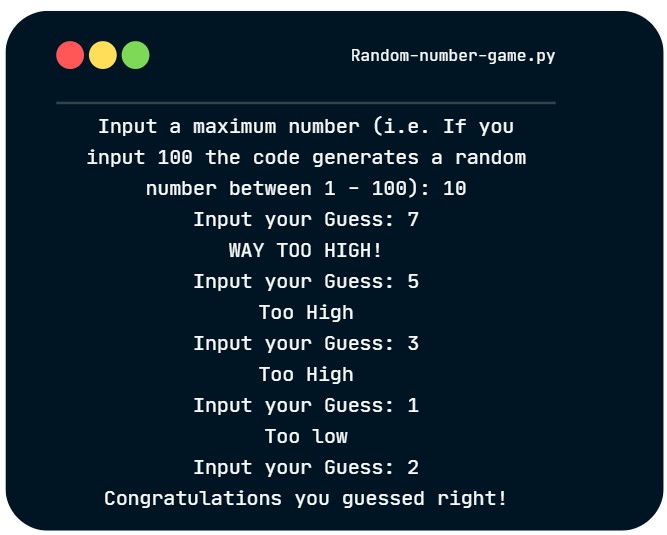 Random-number-game.py
Input a maximum number (i.e. If you
input 100 the code generates a random
number between 1 - 100): 10
Input your Guess: 7
WAY TOO HIGH!
Input your Guess: 5
Too High
Input your Guess: 3
Too High
Input your Guess: 1
Too low
Input your Guess: 2
Congratulations you guessed right!